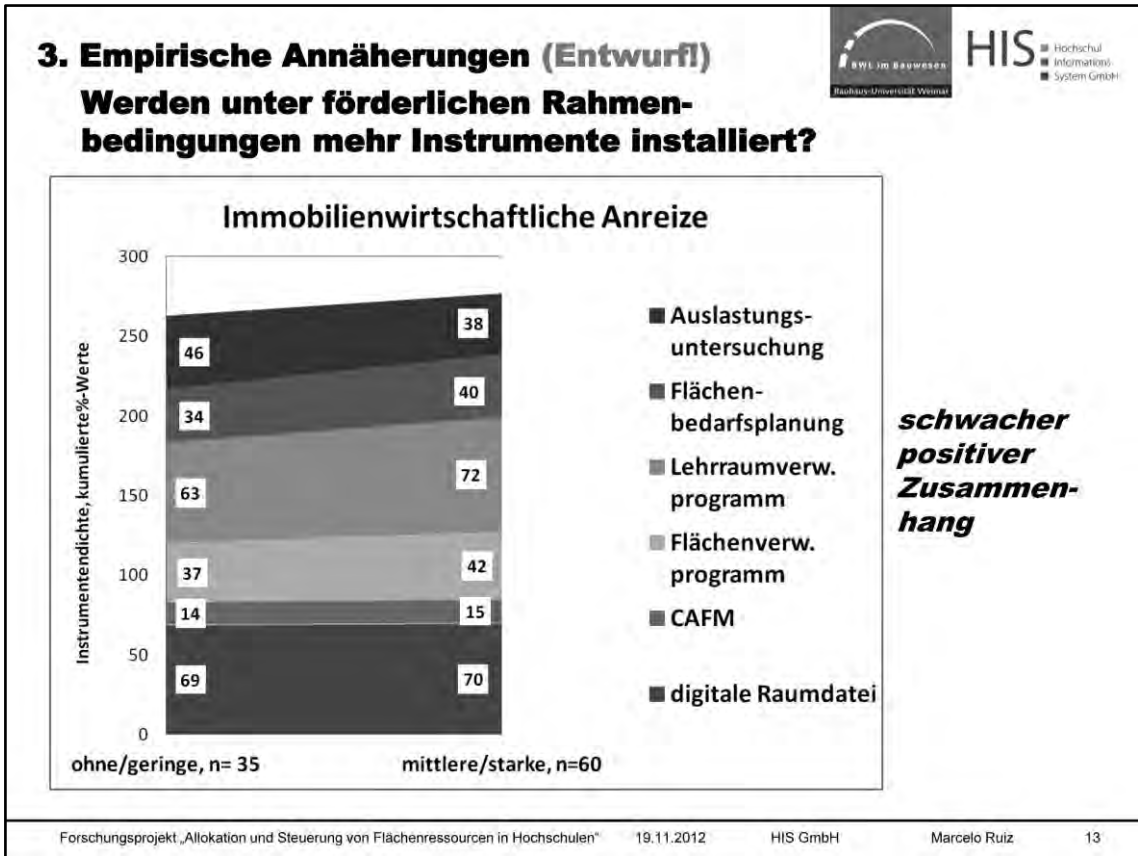 3. Empirische Annäherungen (Entwurf!)
Werden unter förderlichen Rahmen-
bedingungen mehr Instrumente installiert?
BWL im Bauwesen
Bauhaus-Universität Weimar
HIS
Hochschul
Informations
System GmbH
Immobilienwirtschaftliche Anreize
Instrumentendichte, kumulierte%-Werte
300
250
200
150
100
50
0
46
34
63
37
14
69
38
40
72
42
15
70
ohne/geringe, n= 35
mittlere/starke, n=60
Auslastungs-
untersuchung
Flächen-
bedarfsplanung
Lehrraumverw.
programm
Flächenverw.
programm
CAFM
digitale Raumdatei
schwacher
positiver
Zusammen-
hang
Forschungsprojekt „Allokation und Steuerung von Flächenressourcen in Hochschulen“ 19.11.2012 HIS GmbH Marcelo Ruiz 13